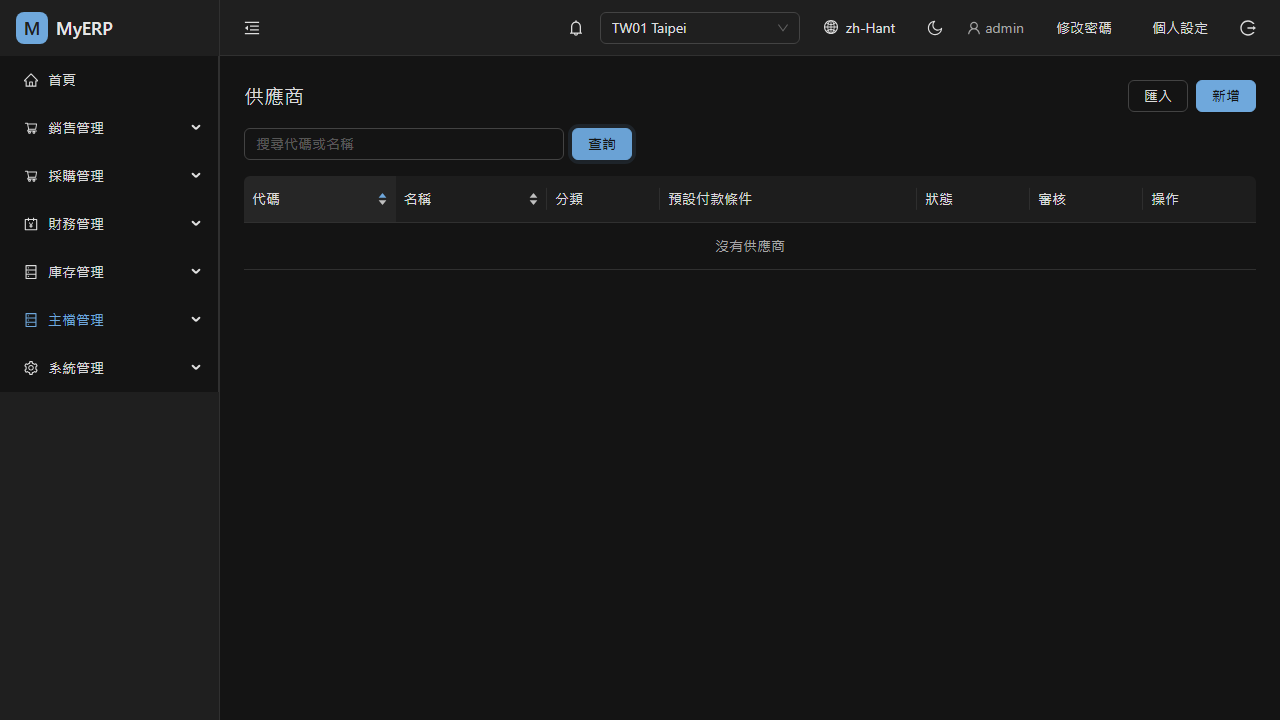 M MyERP
TW01 Taipei
zh-Hant
admin
修改密碼
個人設定
首頁
銷售管理
採購管理
財務管理
庫存管理
主檔管理
系統管理
供應商
匯入
新增
搜尋代碼或名稱
查詢
代碼 名稱 分類 預設付款條件 狀態 審核 操作
沒有供應商